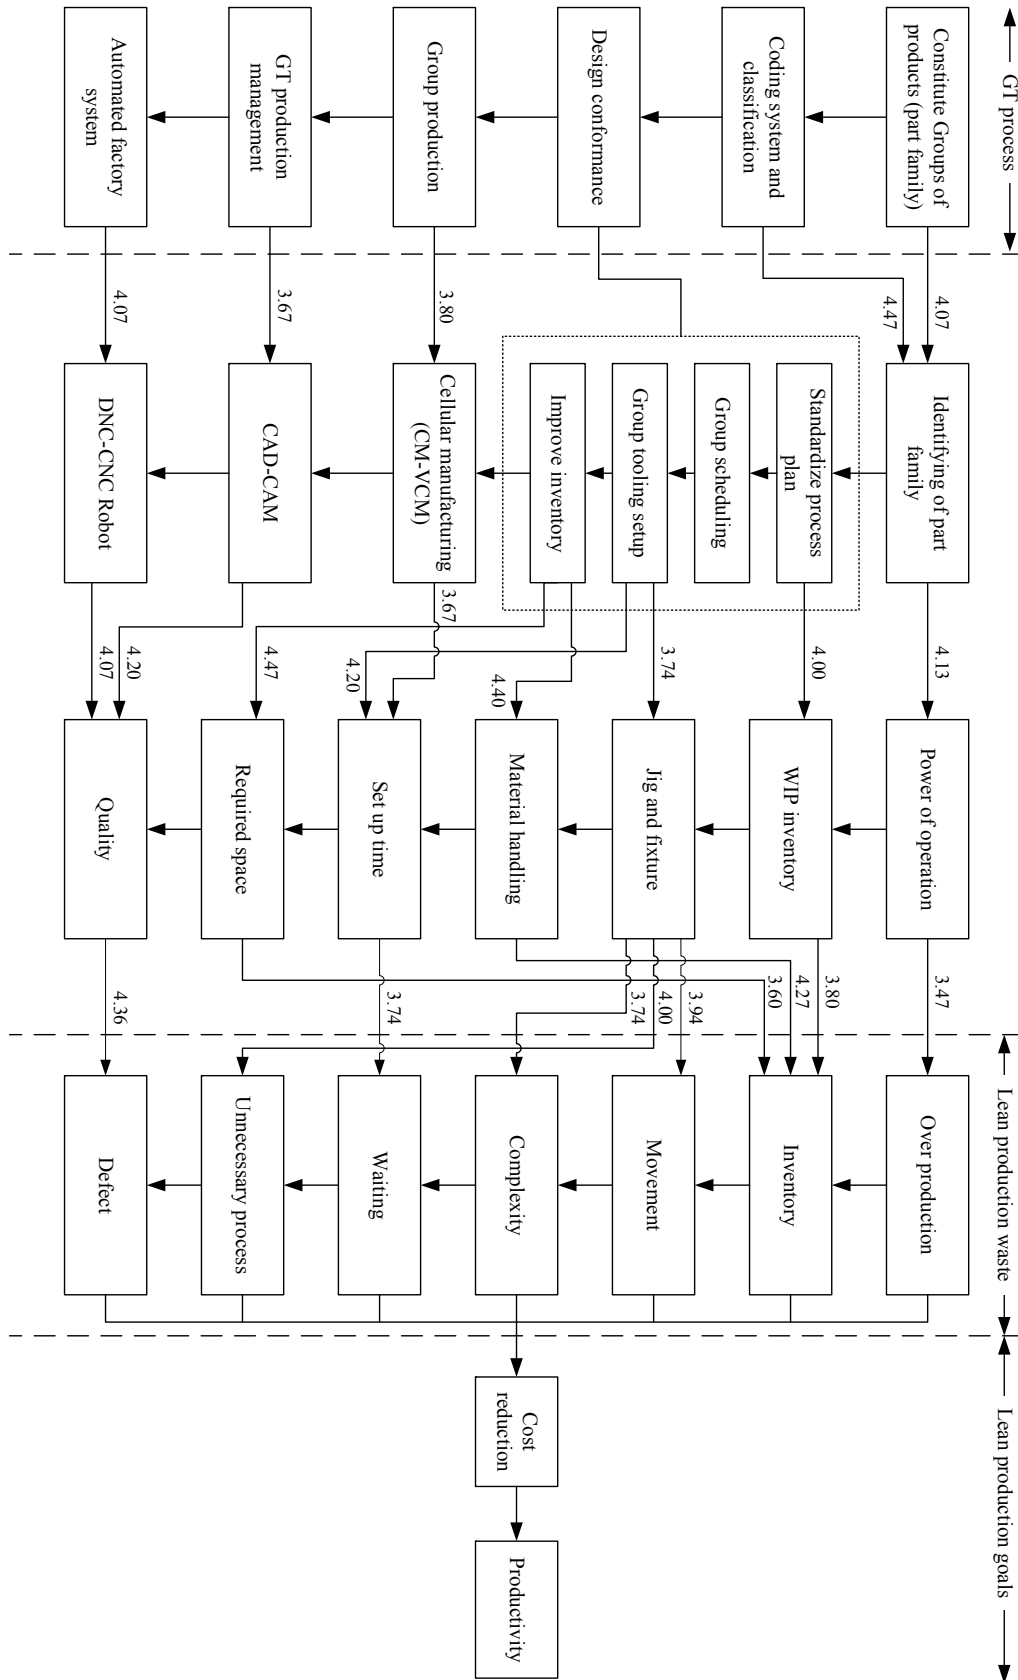 GT process
Lean production waste
Lean production goals
Constitute Groups of
products (part family)
Coding system and
classification
Design conformance
Group production
GT production
management
Automated factory
system
4.07
4.47
3.80
3.67
4.07
Identifying of part
family
Standardize process
plan
Group scheduling
Group tooling setup
Improve inventory
Cellular manufacturing
(CM-VCM)
CAD-CAM
DNC-CNC Robot
4.13
4.00
3.74
4.40
4.20
3.67
4.47
4.20
4.07
Power of operation
WIP inventory
Jig and fixture
Material handling
Set up time
Required space
Quality
3.47
3.80
4.27
3.60
3.94
4.00
3.74
3.74
4.36
Over production
Inventory
Movement
Complexity
Waiting
Unnecessary process
Defect
Cost
reduction
Productivity